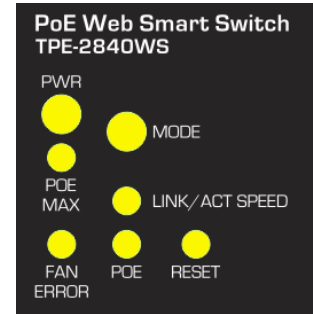 PoE Web Smart Switch
TPE-2840WS
PWR
MODE
POE
MAX
LINK/ACT SPEED
FAN
ERROR
POE
RESET